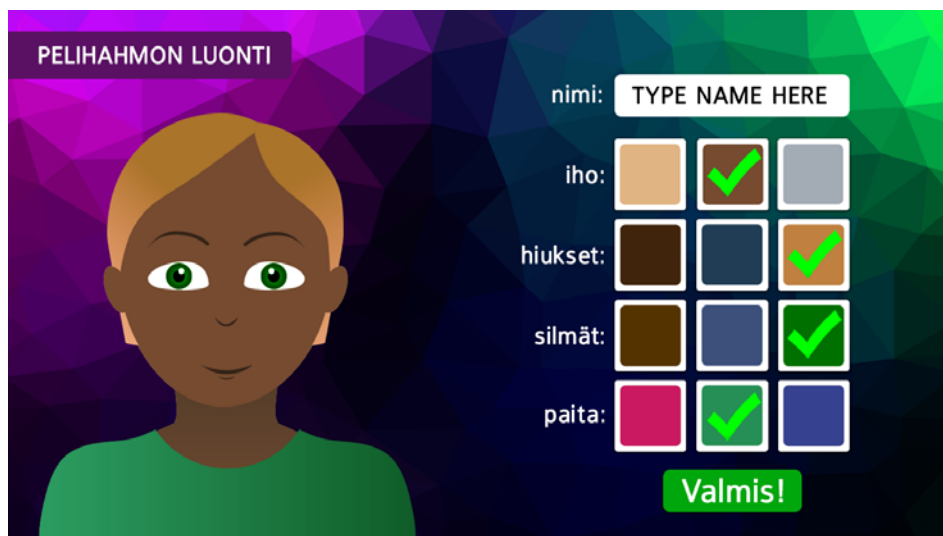 PELIHAHMON LUONTI
nimi: TYPE NAME HERE
iho:
hiukset:
silmät:
paita:
Valmis!